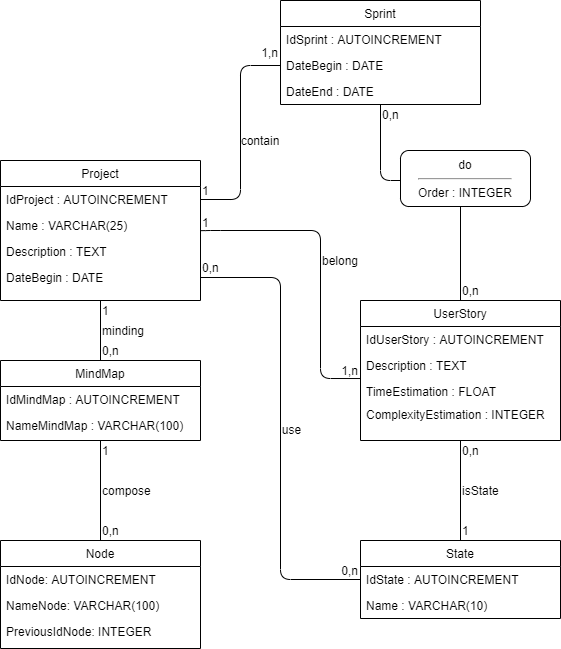 Sprint
IdSprint : AUTOINCREMENT
DateBegin : DATE
DateEnd : DATE
1,n
0,n
contain
do
Order : INTEGER
Project
IdProject : AUTOINCREMENT
Name : VARCHAR(25)
Description : TEXT
DateBegin : DATE
1
1
0,n
belong
1
minding
0,n
0,n
UserStory
IdUserStory : AUTOINCREMENT
Description : TEXT
TimeEstimation : FLOAT
ComplexityEstimation : INTEGER
1,n
MindMap
IdMindMap : AUTOINCREMENT
NameMindMap : VARCHAR(100)
use
1
compose
0,n
0,n
isState
1
Node
IdNode: AUTOINCREMENT
NameNode: VARCHAR(100)
PreviousIdNode: INTEGER
0,n
State
IdState : AUTOINCREMENT
Name : VARCHAR(10)